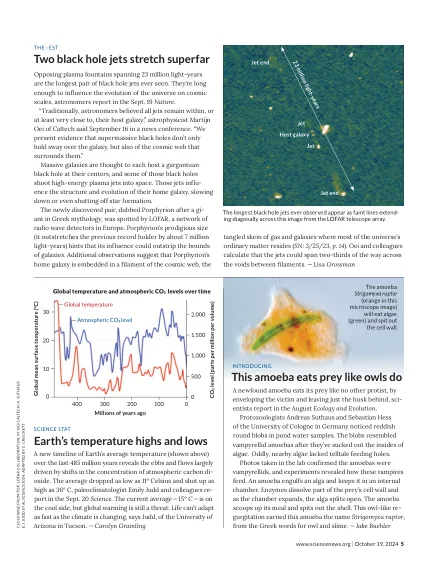 THE -EST
Two black hole jets stretch superfar
Opposing plasma fountains spanning 23 million light-years
are the longest pair of black hole jets ever seen. They're long
enough to influence the evolution of the universe on cosmic
scales, astronomers report in the Sept. 19 Nature.
"Traditionally, astronomers believed all jets remain within, or
at least very close to, their host galaxy," astrophysicist Martijn
Oei of Caltech said September 16 in a news conference. "We
present evidence that supermassive black holes don't only
hold sway over the galaxy, but also of the cosmic web that
surrounds them."
Massive galaxies are thought to each host a gargantuan
black hole at their centers, and some of those black holes
shoot high-energy plasma jets into space. Those jets influ-
ence the structure and evolution of their home galaxy, slowing
down or even shutting off star formation.
The newly discovered pair, dubbed Porphyrion after a gi-
ant in Greek mythology, was spotted by LOFAR, a network of
radio wave detectors in Europe. Porphyrion's prodigious size
(it outstretches the previous record holder by about 7 million
light-years) hints that its influence could outstrip the bounds
of galaxies. Additional observations suggest that Porphyrion's
home galaxy is embedded in a filament of the cosmic web, the
Jet end
23 million light-years
Jet
Host galaxy
Jet
Jet end
The longest black hole jets ever observed appear as faint lines extend-
ing diagonally across this image from the LOFAR telescope array.
tangled skein of gas and galaxies where most of the universe's
ordinary matter resides (SN: 3/25/23, p. 14). Oei and colleagues
calculate that the jets could span two-thirds of the way across
the voids between filaments. — Lisa Grossman
Global temperature and atmospheric CO₂ levels over time
Global temperature
Atmospheric CO₂ level
Global mean surface temperature (°C)
30
20
10
0
2,000
1,500
1,000
500
0
CO₂ level (parts per million per volume)
400
300
200
100
0
Millions of years ago
SCIENCE STAT
Earth's temperature highs and lows
A new timeline of Earth's average temperature (shown above)
over the last 485 million years reveals the ebbs and flows largely
driven by shifts in the concentration of atmospheric carbon di-
oxide. The average dropped as low as 11° Celsius and shot up as
high as 36° C, paleoclimatologist Emily Judd and colleagues re-
port in the Sept. 20 Science. The current average — 15° C — is on
the cool side, but global warming is still a threat: Life can't adapt
as fast as the climate is changing, says Judd, of the University of
Arizona in Tucson. — Carolyn Gramling
The amoeba
Strigomyxa ruptor
(orange in this
microscope image)
will eat algae
(green) and spit out
the cell wall.
INTRODUCING
This amoeba eats prey like owls do
A newfound amoeba eats its prey like no other protist, by
enveloping the victim and leaving just the husk behind, sci-
entists report in the August Ecology and Evolution.
Protozoologists Andreas Suthaus and Sebastian Hess
of the University of Cologne in Germany noticed reddish
round blobs in pond water samples. The blobs resembled
vampyrellid amoebas after they've sucked out the insides of
algae. Oddly, nearby algae lacked telltale feeding holes.
Photos taken in the lab confirmed the amoebas were
vampyrellids, and experiments revealed how these vampires
feed. An amoeba engulfs an alga and keeps it in an internal
chamber. Enzymes dissolve part of the prey's cell wall and
as the chamber expands, the alga splits open. The amoeba
scoops up its meal and spits out the shell. This owl-like re-
gurgitation earned this amoeba the name Strigomyxa ruptor,
from the Greek words for owl and slime. — Jake Buehler
www.sciencenews.org | October 19, 2024 5